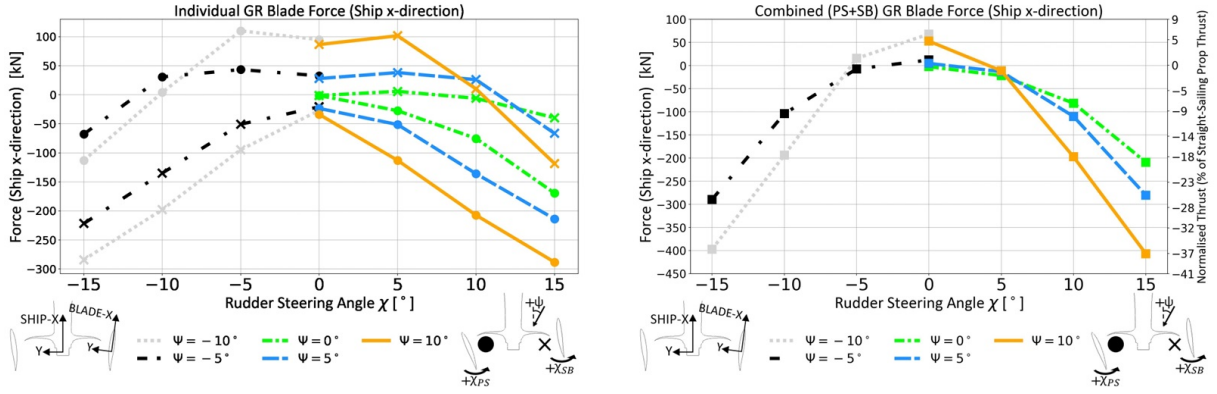 Individual GR Blade Force (Ship x-direction)
Force (Ship x-direction) [kN]
100
50
0
−50
−100
−150
−200
−250
−300
−15
−10
−5
0
5
10
15
Rudder Steering Angle χ [°]
SHIP-X
BLADE-X
Y
Y
Ψ = −10°
Ψ = −5°
Ψ = 0°
Ψ = 5°
Ψ = 10°
+ψ
+χPS
+χSB
Combined (PS+SB) GR Blade Force (Ship x-direction)
Force (Ship x-direction) [kN]
100
50
0
−50
−100
−150
−200
−250
−300
−350
−400
−450
9
5
0
−5
−9
−14
−18
−23
−28
−32
−37
−41
Normalised Thrust (% of Straight-Sailing Prop Thrust)
−15
−10
−5
0
5
10
15
Rudder Steering Angle χ [°]
SHIP-X
BLADE-X
Y
Y
Ψ = −10°
Ψ = −5°
Ψ = 0°
Ψ = 5°
Ψ = 10°
+ψ
+χPS
+χSB